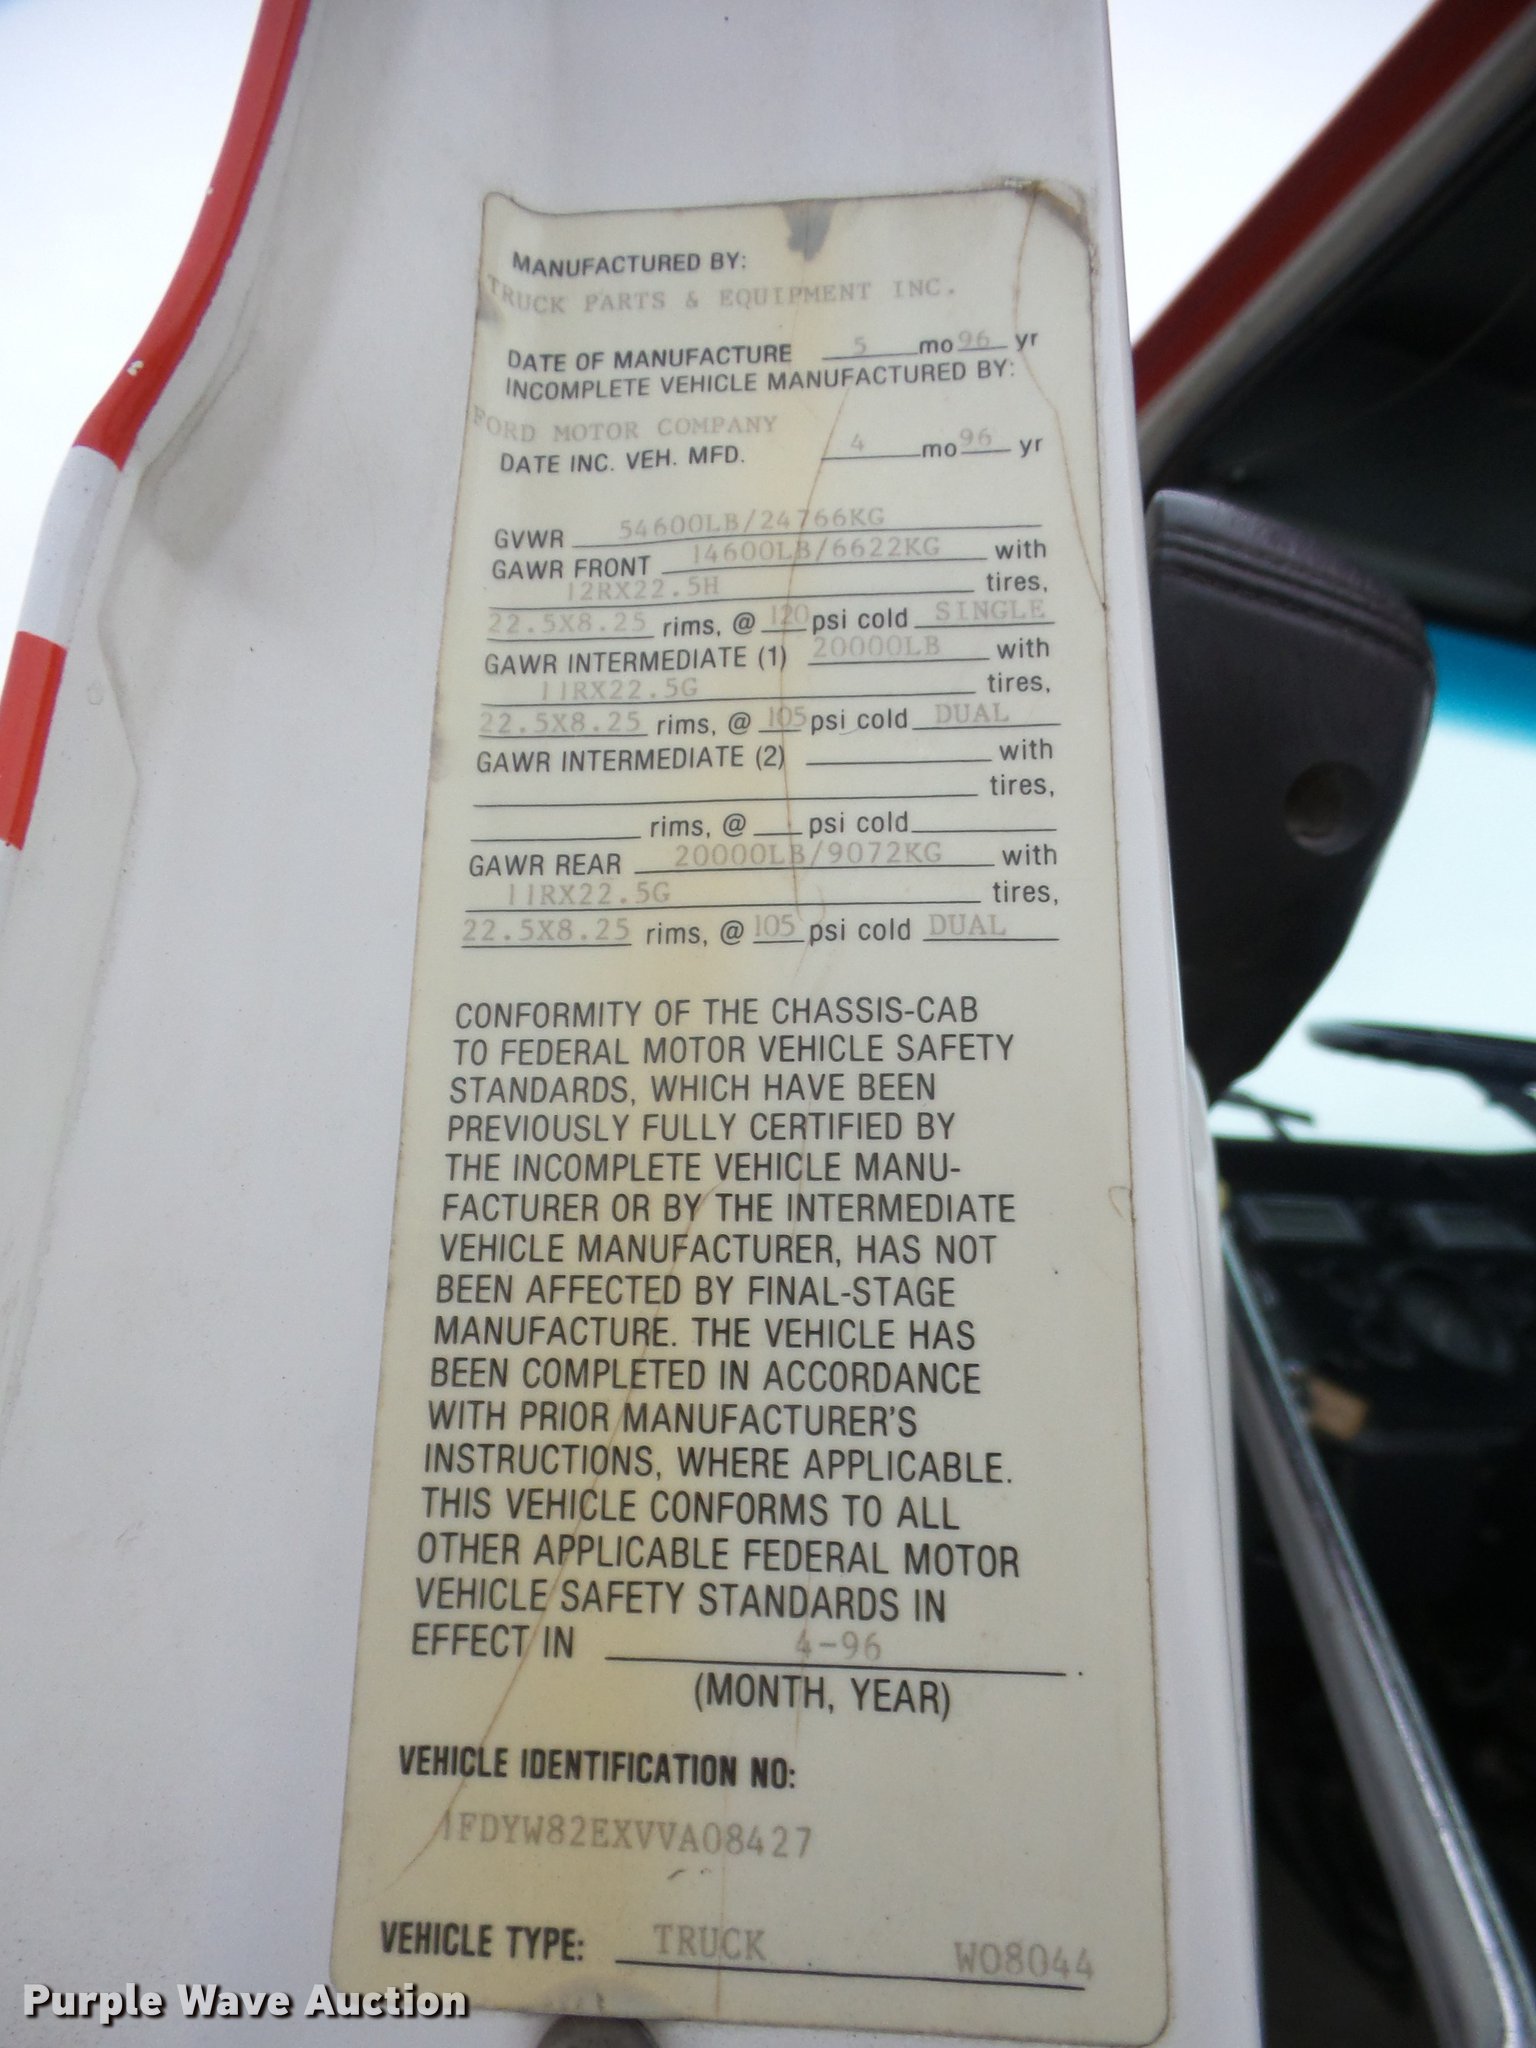 MANUFACTURED BY:
TRUCK PARTS & EQUIPMENT INC.
DATE OF MANUFACTURE 5 mo 96 yr
INCOMPLETE VEHICLE MANUFACTURED BY:
FORD MOTOR COMPANY
DATE INC. VEH. MFD. 4 mo 96 yr
GVWR 54600LB/24766KG
GAWR FRONT 14600LB/6622KG with
12RX22.5H tires,
22.5X8.25 rims, @ 120 psi cold SINGLE
GAWR INTERMEDIATE (1) 20000LB with
11RX22.5G tires,
22.5X8.25 rims, @ 105 psi cold DUAL
GAWR INTERMEDIATE (2) with
tires,
rims, @ psi cold
GAWR REAR 20000LB/9072KG with
11RX22.5G tires,
22.5X8.25 rims, @ 105 psi cold DUAL
CONFORMITY OF THE CHASSIS-CAB
TO FEDERAL MOTOR VEHICLE SAFETY
STANDARDS, WHICH HAVE BEEN
PREVIOUSLY FULLY CERTIFIED BY
THE INCOMPLETE VEHICLE MANU-
FACTURER OR BY THE INTERMEDIATE
VEHICLE MANUFACTURER, HAS NOT
BEEN AFFECTED BY FINAL-STAGE
MANUFACTURE. THE VEHICLE HAS
BEEN COMPLETED IN ACCORDANCE
WITH PRIOR MANUFACTURER'S
INSTRUCTIONS, WHERE APPLICABLE.
THIS VEHICLE CONFORMS TO ALL
OTHER APPLICABLE FEDERAL MOTOR
VEHICLE SAFETY STANDARDS IN
EFFECT IN 4-96.
(MONTH, YEAR)
VEHICLE IDENTIFICATION NO:
1FDYW82EXVVA08427
VEHICLE TYPE: TRUCK WO8044
Purple Wave Auction